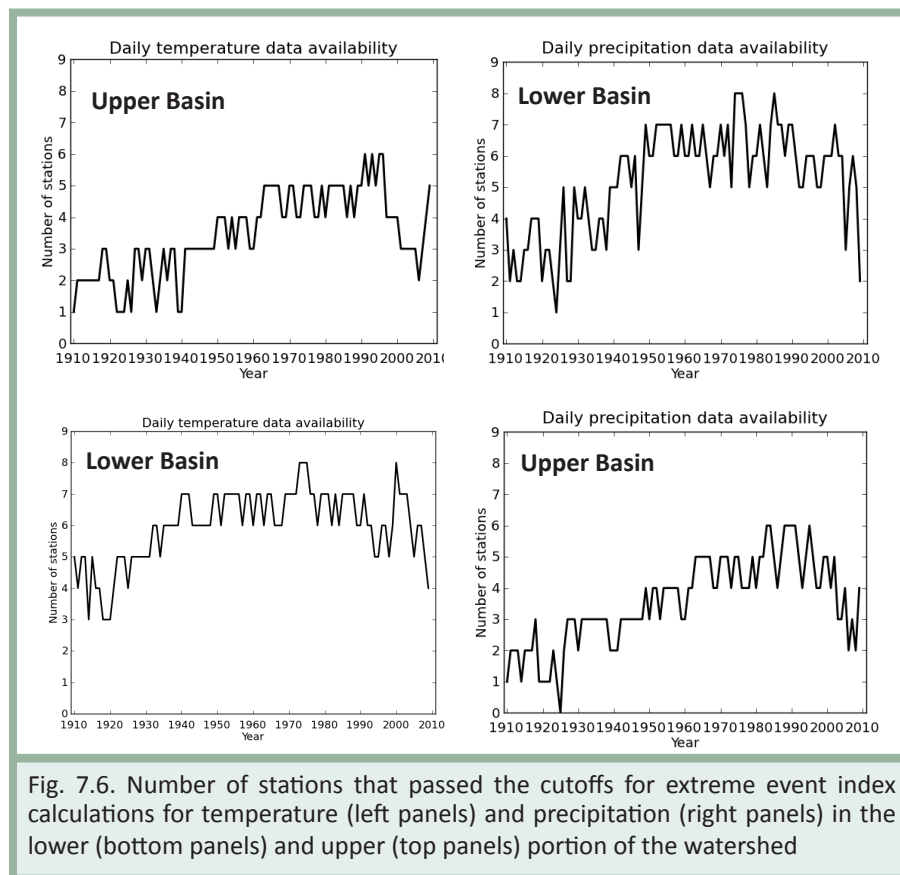 Daily temperature data availability
Upper Basin
Number of stations
9
8
7
6
5
4
3
2
1
0
1910 1920 1930 1940 1950 1960 1970 1980 1990 2000 2010
Year
Daily precipitation data availability
Lower Basin
Number of stations
9
8
7
6
5
4
3
2
1
0
1910 1920 1930 1940 1950 1960 1970 1980 1990 2000 2010
Year
Daily temperature data availability
Lower Basin
Number of stations
9
8
7
6
5
4
3
2
1
0
1910 1920 1930 1940 1950 1960 1970 1980 1990 2000 2010
Year
Daily precipitation data availability
Upper Basin
Number of stations
9
8
7
6
5
4
3
2
1
0
1910 1920 1930 1940 1950 1960 1970 1980 1990 2000 2010
Year
Fig. 7.6. Number of stations that passed the cutoffs for extreme event index
calculations for temperature (left panels) and precipitation (right panels) in the
lower (bottom panels) and upper (top panels) portion of the watershed